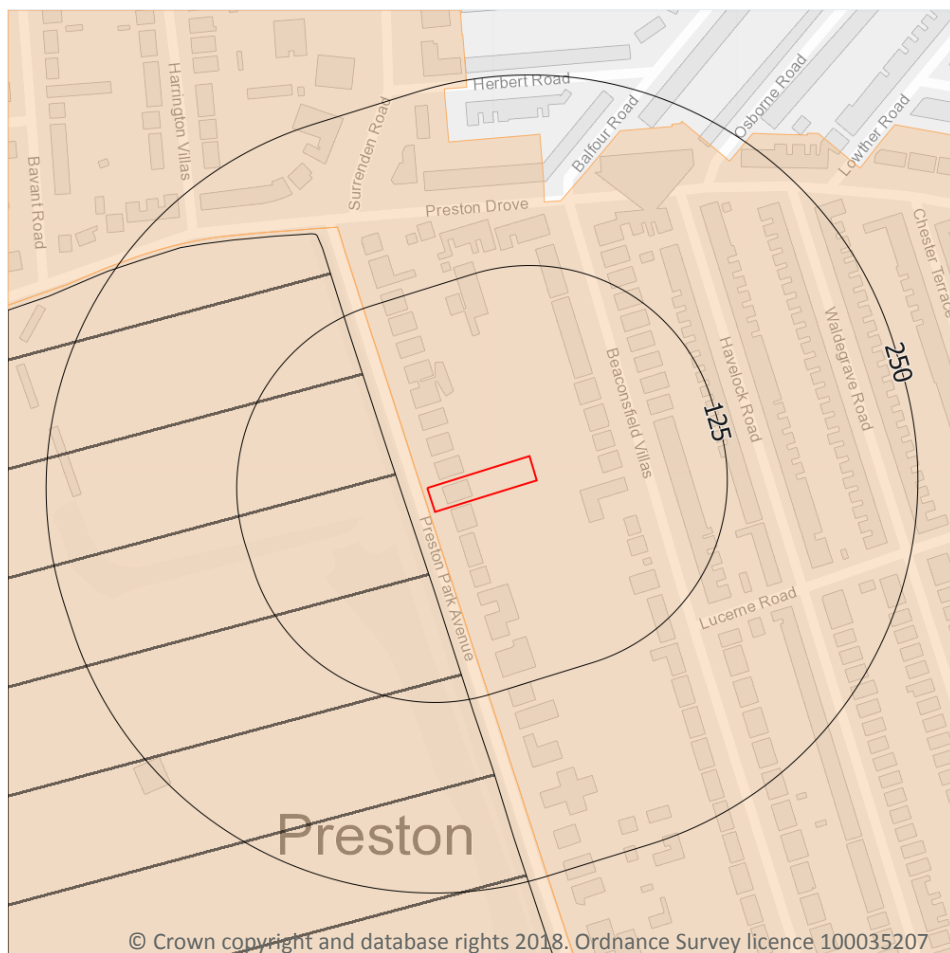 Herbert Road
Harrington Villas
Surrenden Road
Balfour Road
Osborne Road
Lowther Road
Bavant Road
Preston Drove
Chester Terrace
Waldegrave Road
250
Havelock Road
Beaconsfield Villas
125
Preston Park Avenue
Lucerne Road
Preston
© Crown copyright and database rights 2018. Ordnance Survey licence 100035207